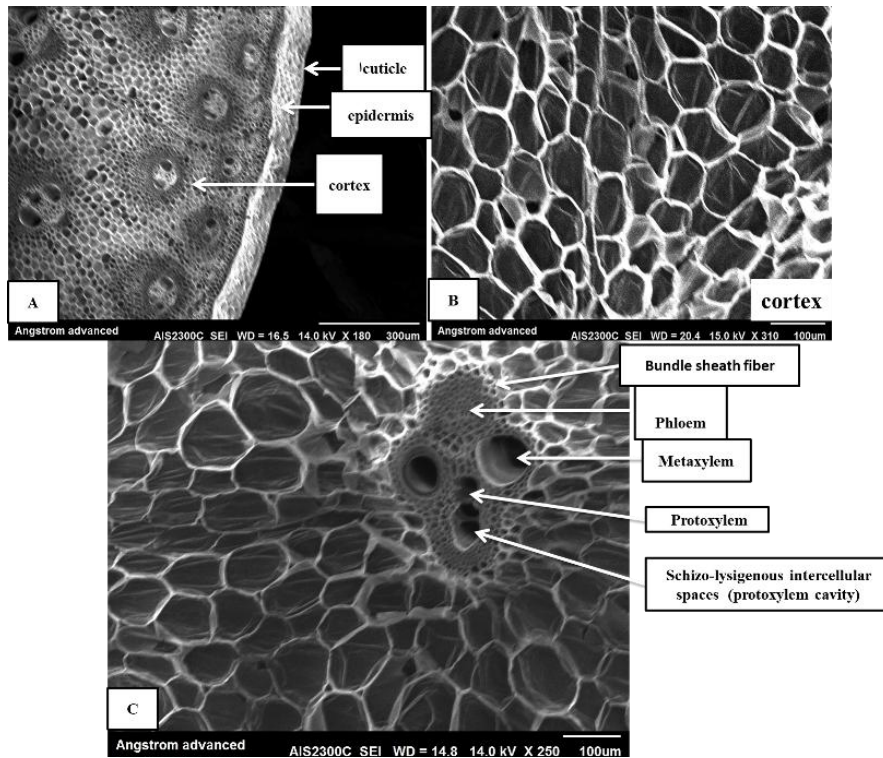 cuticle
epidermis
cortex
A
Angstrom advanced
AIS2300C SEI WD = 16.5 14.0 kV X 180 300um
B
cortex
Angstrom advanced
AIS2300C SEI WD = 20.4 15.0 kV X 310 100um
Bundle sheath fiber
Phloem
Metaxylem
Protoxylem
Schizo-lysigenous intercellular
spaces (protoxylem cavity)
C
Angstrom advanced
AIS2300C SEI WD = 14.8 14.0 kV X 250 100um